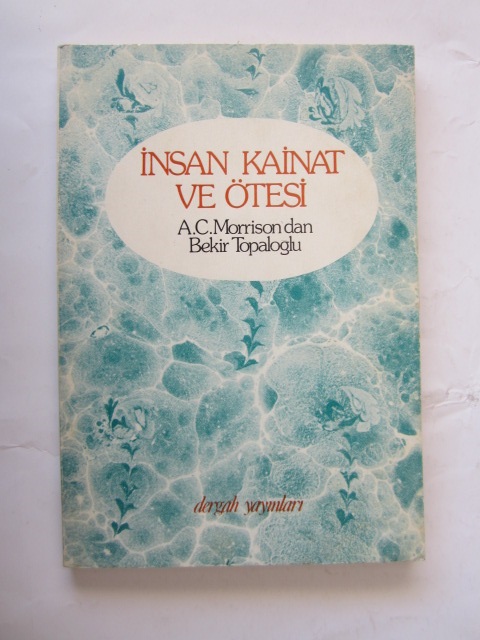 İNSAN KAİNAT
VE ÖTESİ
A.C.Morrison dan
Bekir Topaloglu
dergah yayınları